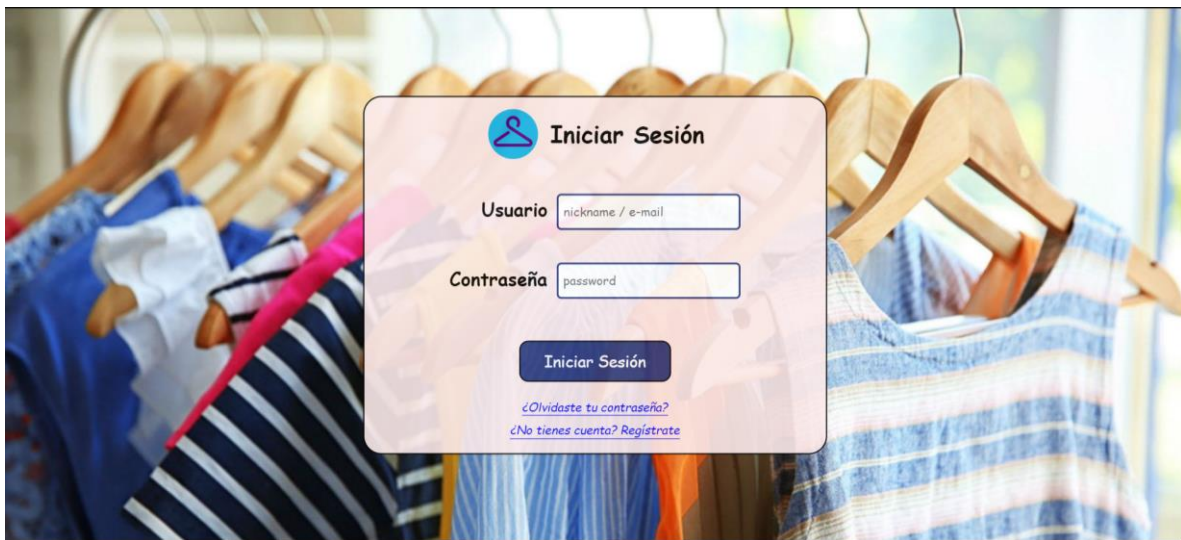 Iniciar Sesión
Usuario nickname / e-mail
Contraseña password
Iniciar Sesión
¿Olvidaste tu contraseña?
¿No tienes cuenta? Regístrate